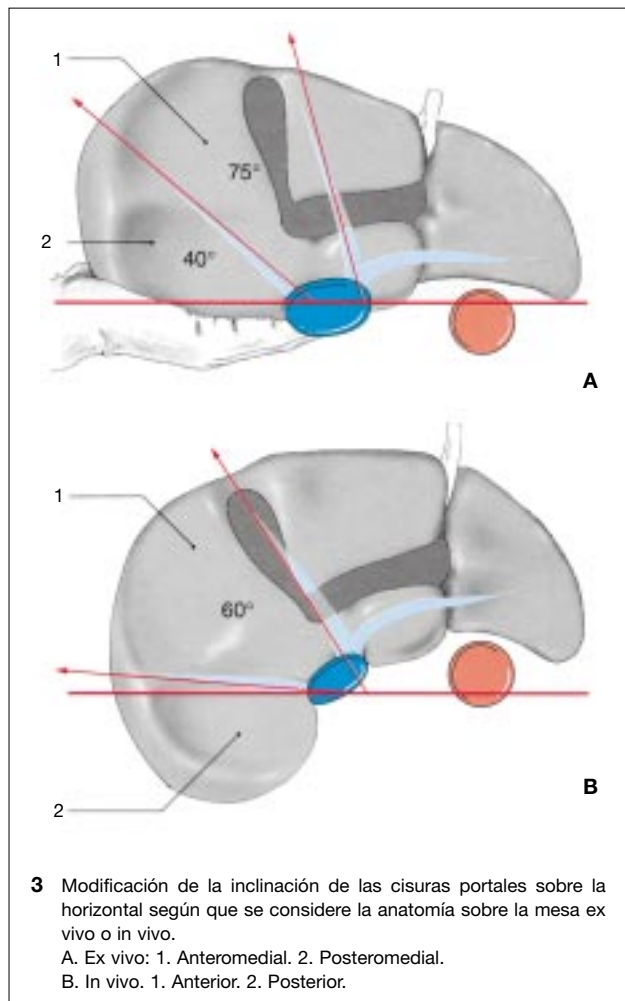 1
75°
2
40°
A
1
60°
B
2
3 Modificación de la inclinación de las cisuras portales sobre la
horizontal según que se considere la anatomía sobre la mesa ex
vivo o in vivo.
A. Ex vivo: 1. Anteromedial. 2. Posteromedial.
B. In vivo. 1. Anterior. 2. Posterior.